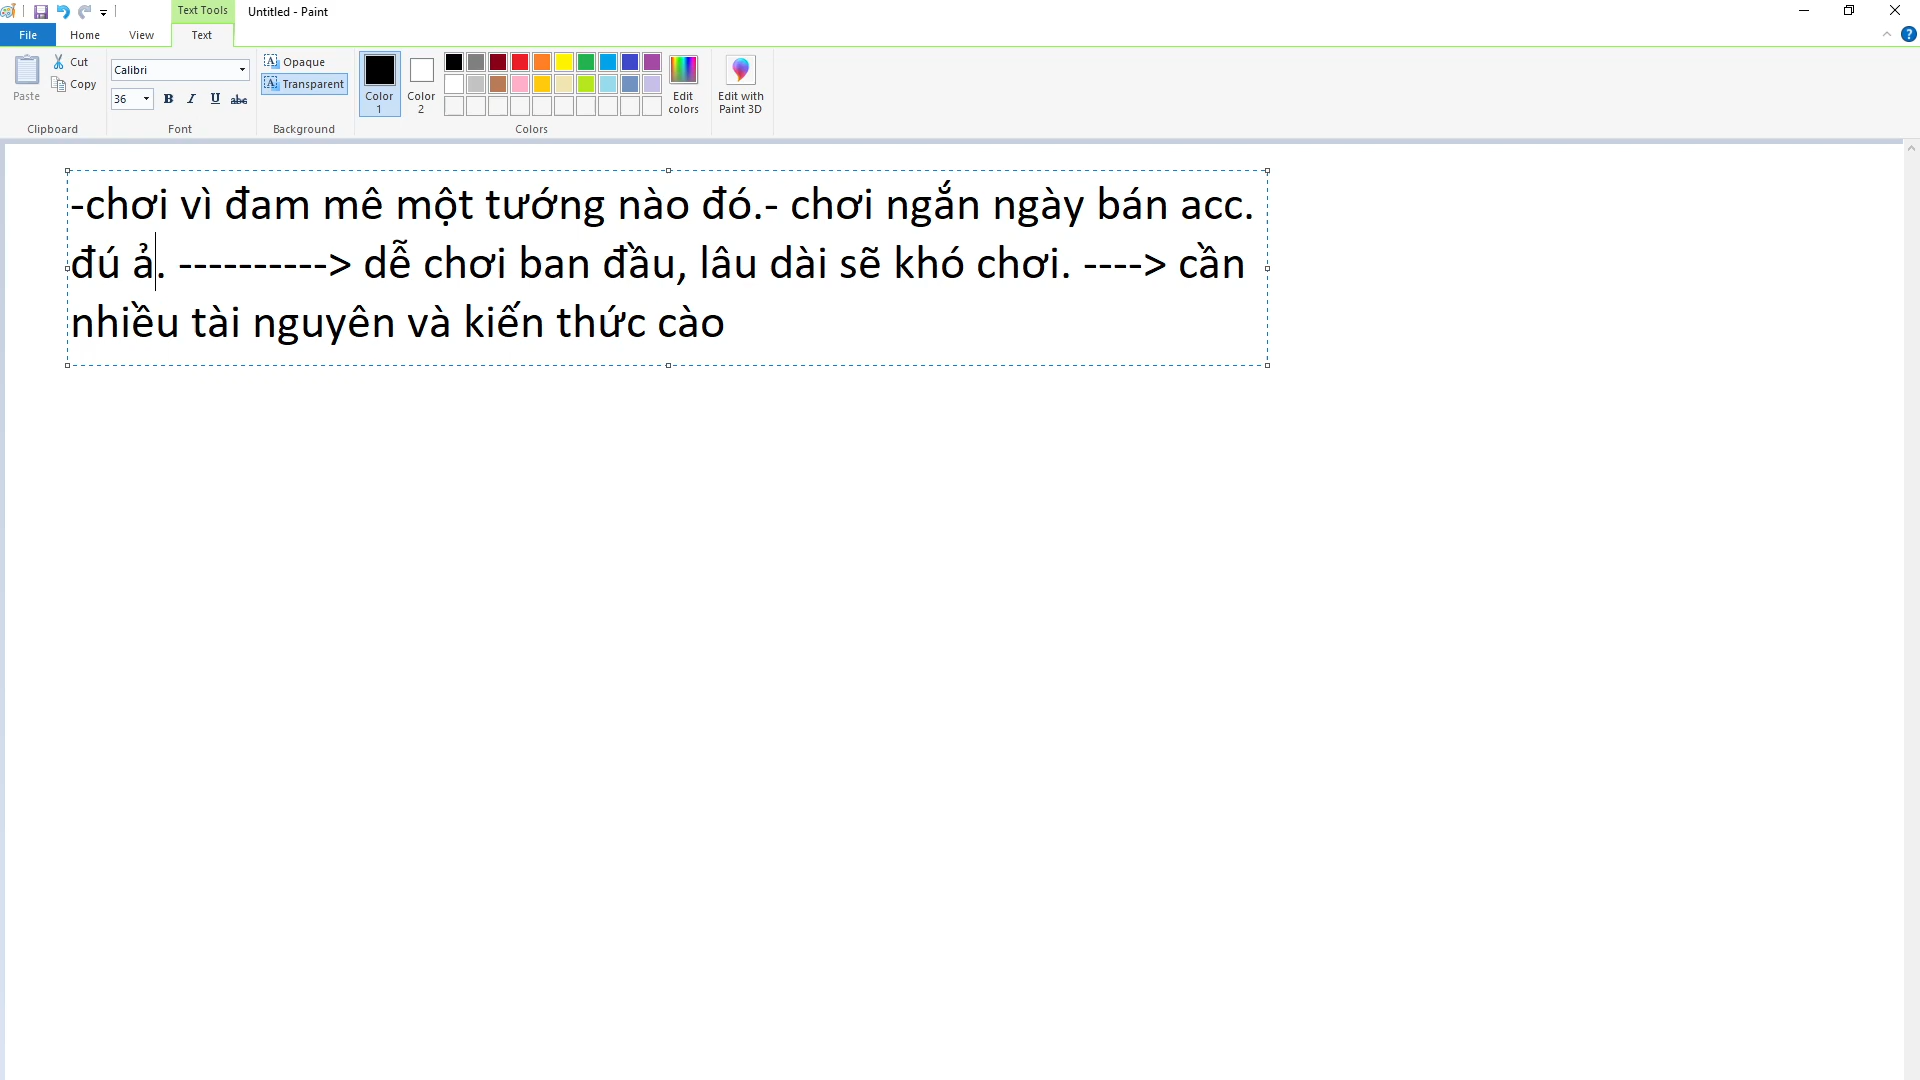 Text Tools
Untitled - Paint
File Home View Text
Paste
Cut
Copy
Clipboard
Calibri
36 B I U abc
Font
A Opaque
A Transparent
Background
Color 1
Color 2
Edit colors
Colors
Edit with Paint 3D
-chơi vì đam mê một tướng nào đó.- chơi ngắn ngày bán acc.
đú ả. ----------> dễ chơi ban đầu, lâu dài sẽ khó chơi. ----> cần
nhiều tài nguyên và kiến thức cào